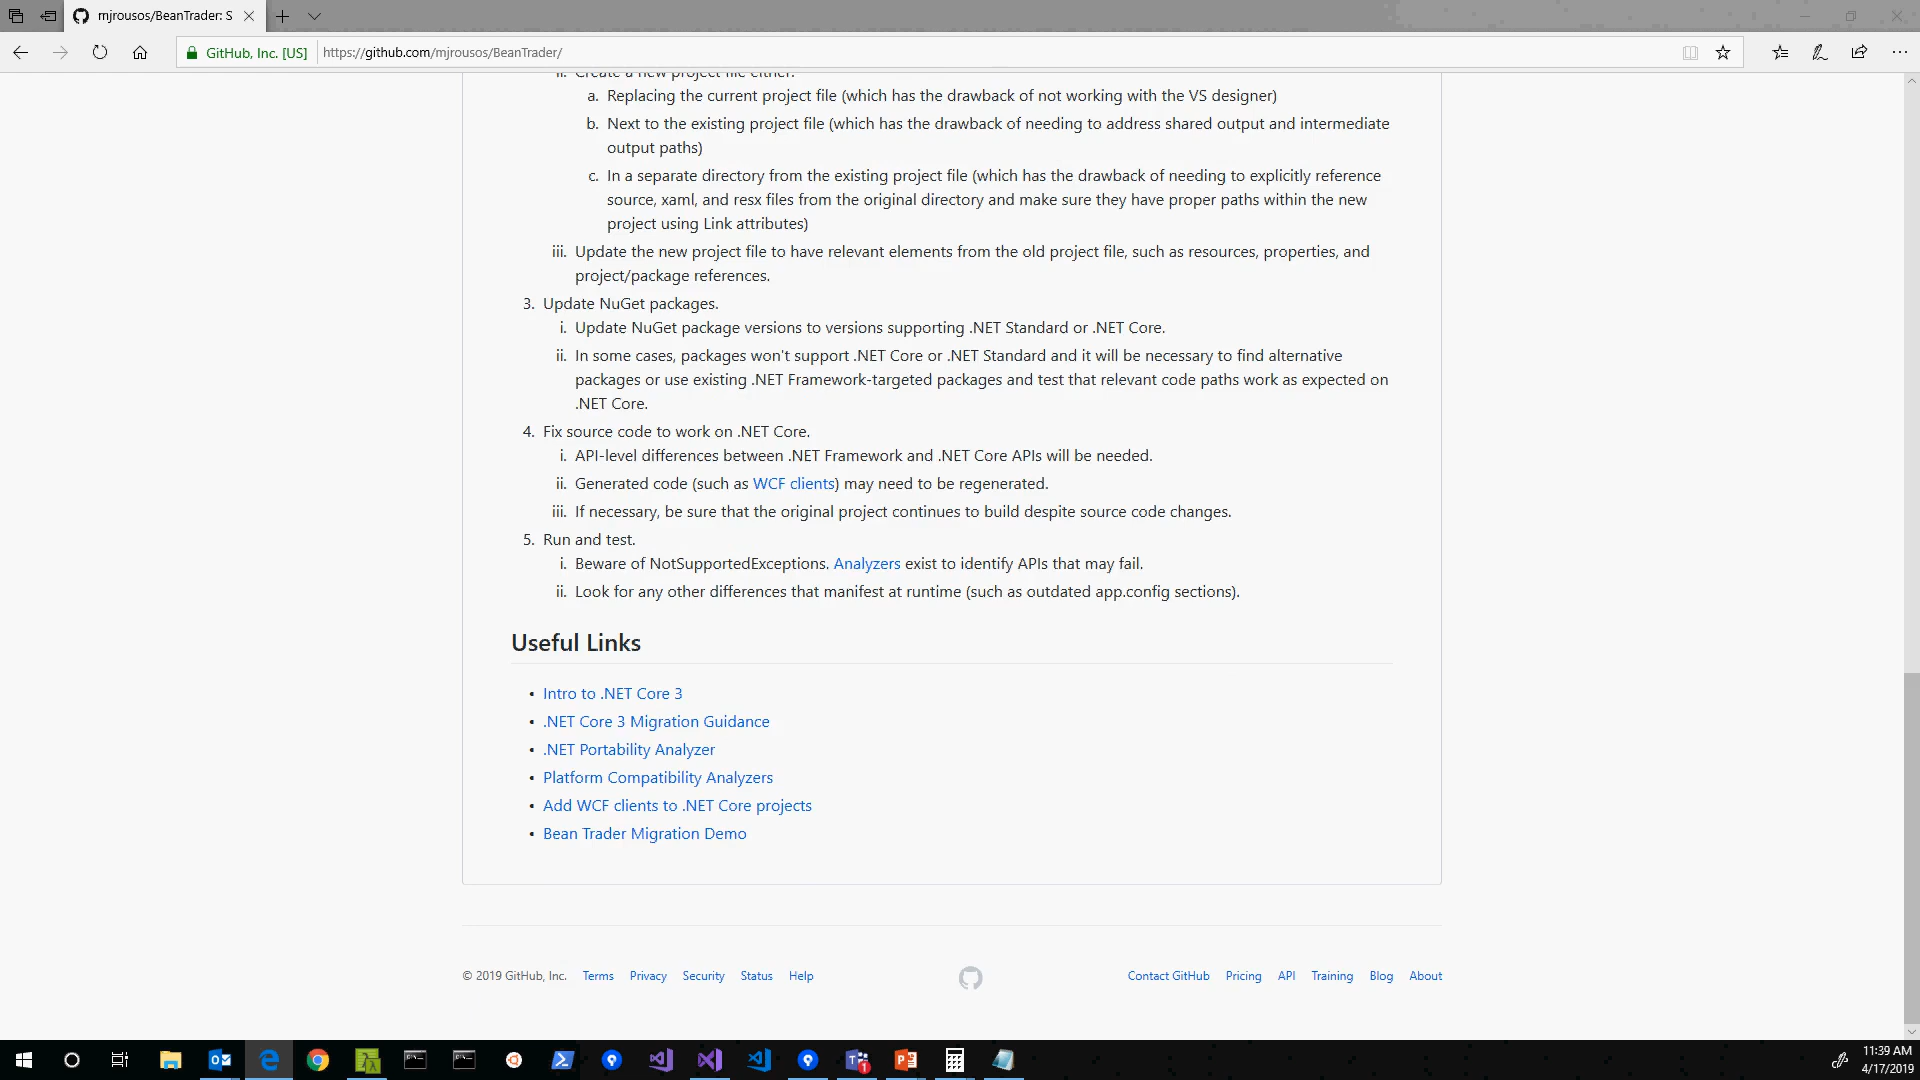 mjrousos/BeanTrader: S
GitHub, Inc. [US]
https://github.com/mjrousos/BeanTrader/
ii. Create a new project file either:
a. Replacing the current project file (which has the drawback of not working with the VS designer)
b. Next to the existing project file (which has the drawback of needing to address shared output and intermediate
output paths)
c. In a separate directory from the existing project file (which has the drawback of needing to explicitly reference
source, xaml, and resx files from the original directory and make sure they have proper paths within the new
project using Link attributes)
iii. Update the new project file to have relevant elements from the old project file, such as resources, properties, and
project/package references.
3. Update NuGet packages.
i. Update NuGet package versions to versions supporting .NET Standard or .NET Core.
ii. In some cases, packages won't support .NET Core or .NET Standard and it will be necessary to find alternative
packages or use existing .NET Framework-targeted packages and test that relevant code paths work as expected on
.NET Core.
4. Fix source code to work on .NET Core.
i. API-level differences between .NET Framework and .NET Core APIs will be needed.
ii. Generated code (such as WCF clients) may need to be regenerated.
iii. If necessary, be sure that the original project continues to build despite source code changes.
5. Run and test.
i. Beware of NotSupportedExceptions. Analyzers exist to identify APIs that may fail.
ii. Look for any other differences that manifest at runtime (such as outdated app.config sections).
Useful Links
• Intro to .NET Core 3
• .NET Core 3 Migration Guidance
• .NET Portability Analyzer
• Platform Compatibility Analyzers
• Add WCF clients to .NET Core projects
• Bean Trader Migration Demo
© 2019 GitHub, Inc. Terms Privacy Security Status Help
Contact GitHub Pricing API Training Blog About
11:39 AM
4/17/2019